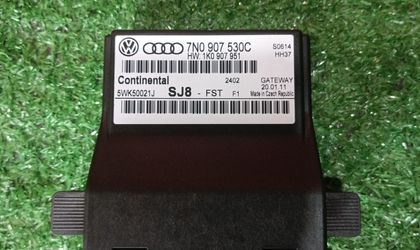 7N0 907 530C S0614
HW: 1K0 907 951 HH37
Continental 2402 GATEWAY
20.01.11
5WK50021J SJ8 - FST F1 Made in Czech Republic